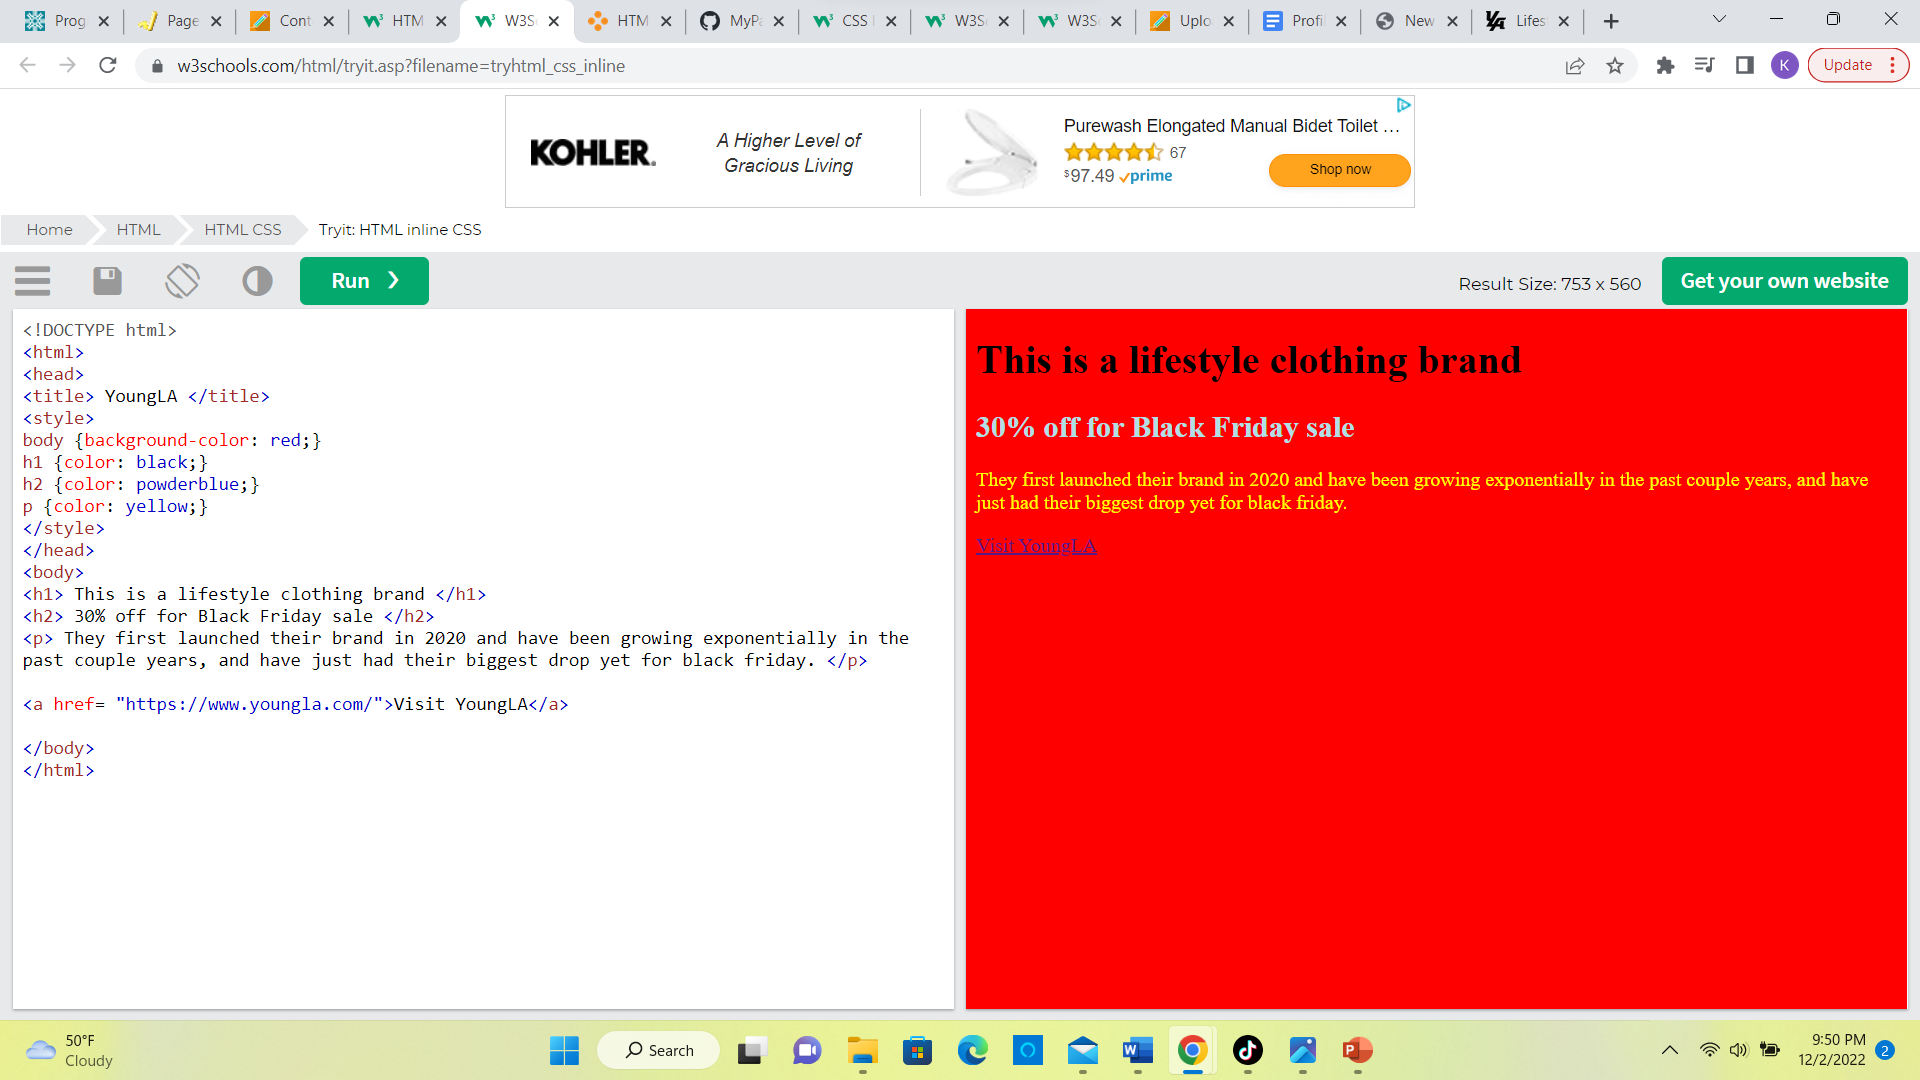 Prog
Page
Cont
HTM
W3S
HTM
MyPa
CSS
W3S
W3S
Uplo
Profi
New
Lifes
w3schools.com/html/tryit.asp?filename=tryhtml_css_inline
K
Update
KOHLER.
A Higher Level of
Gracious Living
Purewash Elongated Manual Bidet Toilet ...
67
$97.49 prime
Shop now
Home
HTML
HTML CSS
Tryit: HTML inline CSS
Run ❯
Result Size: 753 x 560
Get your own website
<!DOCTYPE html>
<html>
<head>
<title> YoungLA </title>
<style>
body {background-color: red;}
h1 {color: black;}
h2 {color: powderblue;}
p {color: yellow;}
</style>
</head>
<body>
<h1> This is a lifestyle clothing brand </h1>
<h2> 30% off for Black Friday sale </h2>
<p> They first launched their brand in 2020 and have been growing exponentially in the
past couple years, and have just had their biggest drop yet for black friday. </p>
<a href= "https://www.youngla.com/">Visit YoungLA</a>
</body>
</html>
This is a lifestyle clothing brand
30% off for Black Friday sale
They first launched their brand in 2020 and have been growing exponentially in the past couple years, and have
just had their biggest drop yet for black friday.
Visit YoungLA
50°F
Cloudy
Search
9:50 PM
12/2/2022
2